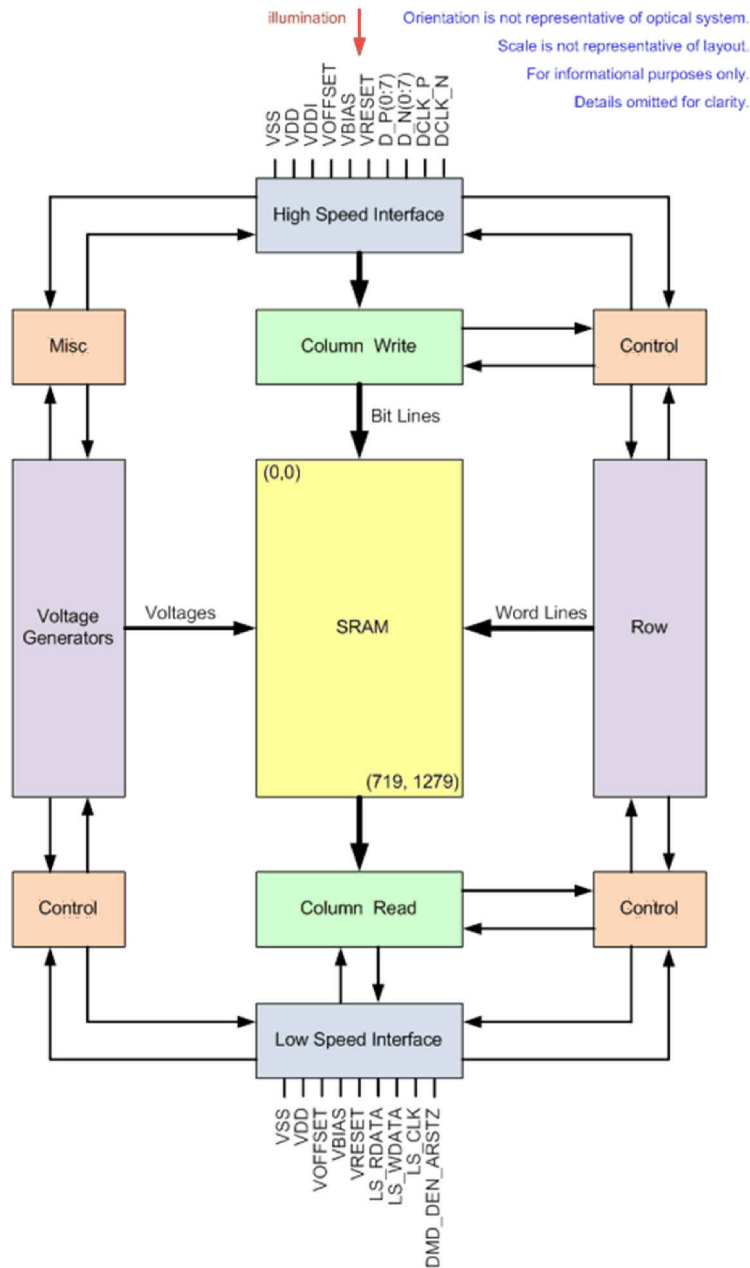 illumination
Orientation is not representative of optical system.
Scale is not representative of layout.
For informational purposes only.
Details omitted for clarity.
VSS
VDD
VDDI
VOFFSET
VBIAS
VRESET
D_P(0:7)
D_N(0:7)
DCLK_P
DCLK_N
High Speed Interface
Misc
Column Write
Control
Bit Lines
(0,0)
Voltage
Generators
Voltages
SRAM
Word Lines
Row
(719, 1279)
Control
Column Read
Control
Low Speed Interface
VSS
VDD
VOFFSET
VBIAS
VRESET
LS_RDATA
LS_WDATA
LS_CLK
DMD_DEN_ARSTZ